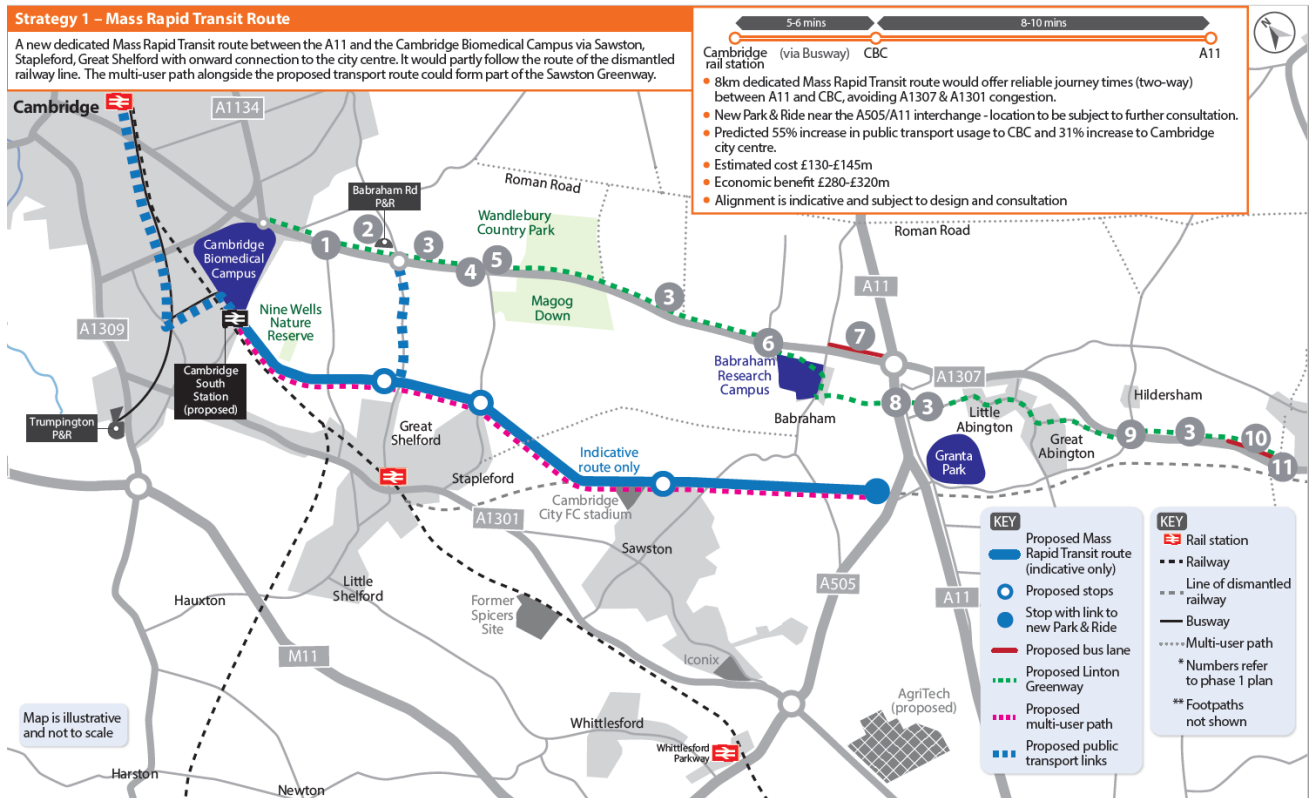 Strategy 1 – Mass Rapid Transit Route
A new dedicated Mass Rapid Transit route between the A11 and the Cambridge Biomedical Campus via Sawston,
Stapleford, Great Shelford with onward connection to the city centre. It would partly follow the route of the dismantled
railway line. The multi-user path alongside the proposed transport route could form part of the Sawston Greenway.
5-6 mins
8-10 mins
Cambridge
rail station
(via Busway)
CBC
A11
• 8km dedicated Mass Rapid Transit route would offer reliable journey times (two-way)
between A11 and CBC, avoiding A1307 & A1301 congestion.
• New Park & Ride near the A505/A11 interchange - location to be subject to further consultation.
• Predicted 55% increase in public transport usage to CBC and 31% increase to Cambridge
city centre.
• Estimated cost £130-£145m
• Economic benefit £280-£320m
• Alignment is indicative and subject to design and consultation
Cambridge
A1134
Roman Road
Babraham Rd
P&R
Wandlebury
Country Park
Roman Road
1
2
3
4
5
Cambridge
Biomedical
Campus
A11
Magog
Down
3
Nine Wells
Nature
Reserve
A1309
6
7
Babraham
Research
Campus
A1307
Cambridge
South
Station
(proposed)
Hildersham
8
3
Little
Abington
Babraham
Trumpington
P&R
Great
Shelford
Great
Abington
9
3
10
11
Granta
Park
Indicative
route only
Stapleford
Cambridge
City FC stadium
A1301
Sawston
A505
A11
Little
Shelford
Hauxton
Former
Spicers
Site
M11
Iconix
AgriTech
(proposed)
Whittlesford
Whittlesford
Parkway
Map is illustrative
and not to scale
Harston
Newton
KEY
Proposed Mass
Rapid Transit route
(indicative only)
Proposed stops
Stop with link to
new Park & Ride
Proposed bus lane
Proposed Linton
Greenway
Proposed
multi-user path
Proposed public
transport links
KEY
Rail station
Railway
Line of dismantled
railway
Busway
Multi-user path
* Numbers refer
to phase 1 plan
** Footpaths
not shown